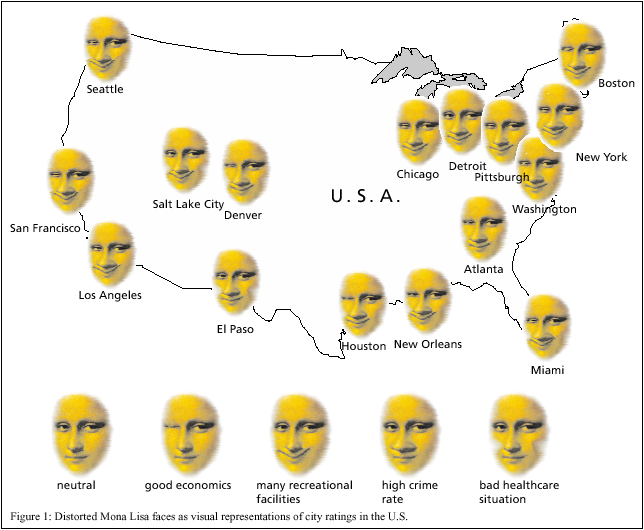 Seattle
Boston
New York
Chicago
Detroit
Pittsburgh
Washington
Salt Lake City
Denver
U. S. A.
San Francisco
Atlanta
Los Angeles
El Paso
Houston
New Orleans
Miami
neutral
good economics
many recreational
facilities
high crime
rate
bad healthcare
situation
Figure 1: Distorted Mona Lisa faces as visual representations of city ratings in the U.S.